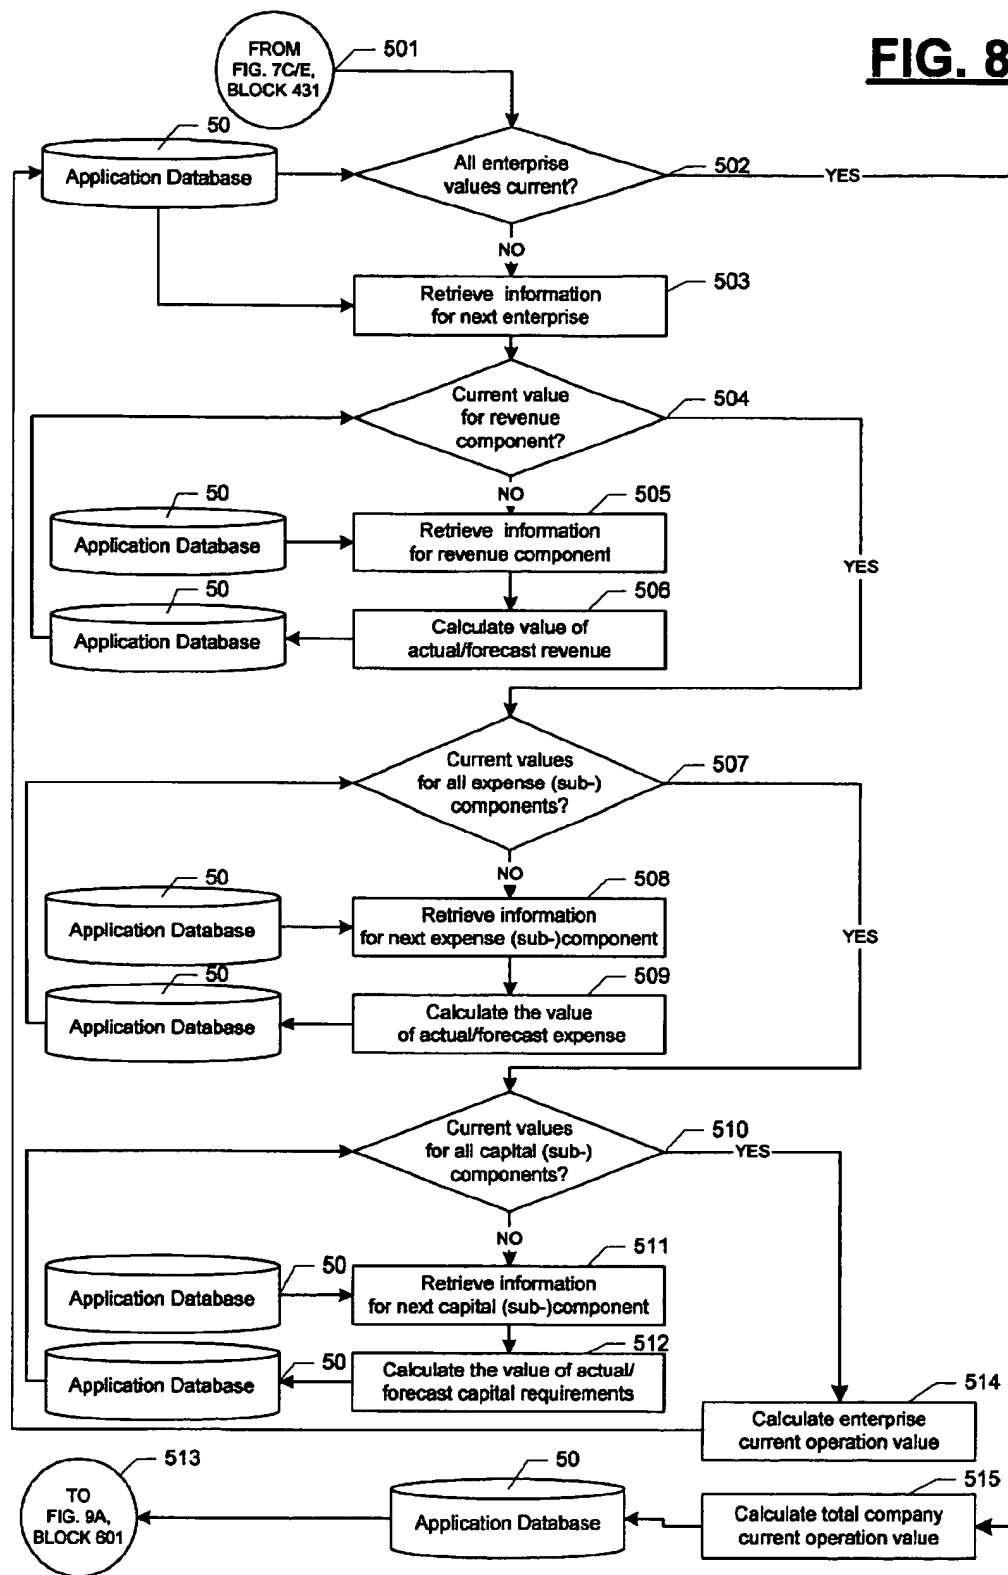 FROM
FIG. 7C/E,
BLOCK 431
501
FIG. 8
50
Application Database
All enterprise
values current?
502
YES
NO
Retrieve information
for next enterprise
503
Current value
for revenue
component?
504
NO
YES
50
Application Database
Retrieve information
for revenue component
505
50
Application Database
Calculate value of
actual/forecast revenue
506
Current values
for all expense (sub-)
components?
507
NO
YES
50
Application Database
Retrieve information
for next expense (sub-)component
508
50
Application Database
Calculate the value
of actual/forecast expense
509
Current values
for all capital (sub-)
components?
510
YES
NO
50
Application Database
Retrieve information
for next capital (sub-)component
511
50
Application Database
Calculate the value of actual/
forecast capital requirements
512
Calculate enterprise
current operation value
514
TO
FIG. 9A,
BLOCK 601
513
50
Application Database
Calculate total company
current operation value
515